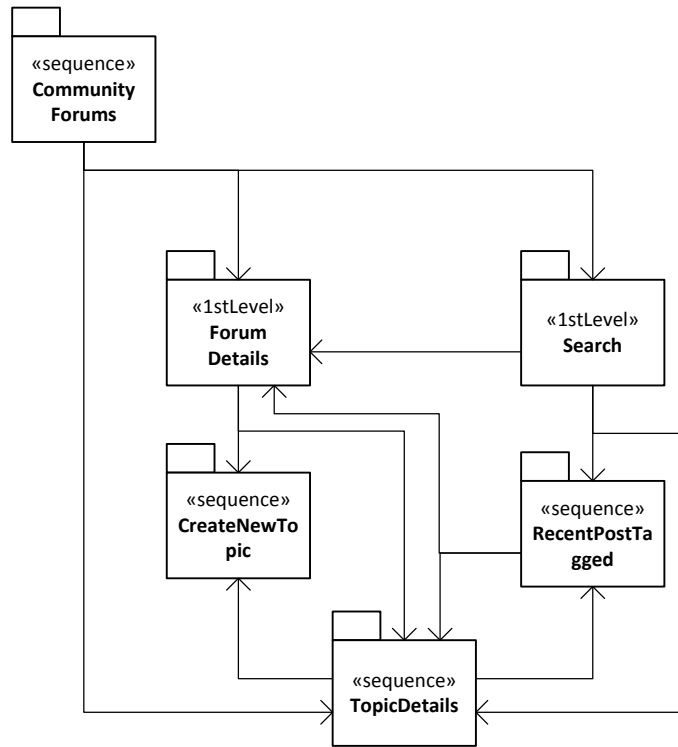 «sequence»
Community
Forums
«1stLevel»
Forum
Details
«1stLevel»
Search
«sequence»
CreateNewTo
pic
«sequence»
RecentPostTa
gged
«sequence»
TopicDetails